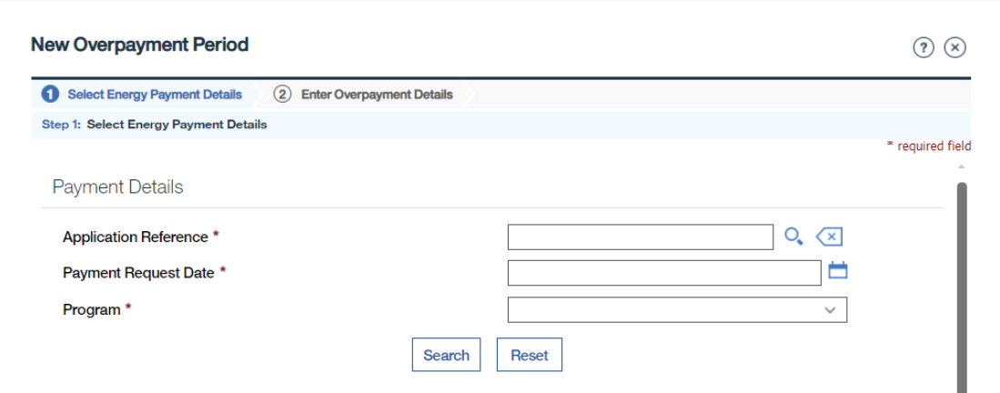 New Overpayment Period
1 Select Energy Payment Details 2 Enter Overpayment Details
Step 1: Select Energy Payment Details
* required field
Payment Details
Application Reference *
Payment Request Date *
Program *
Search Reset